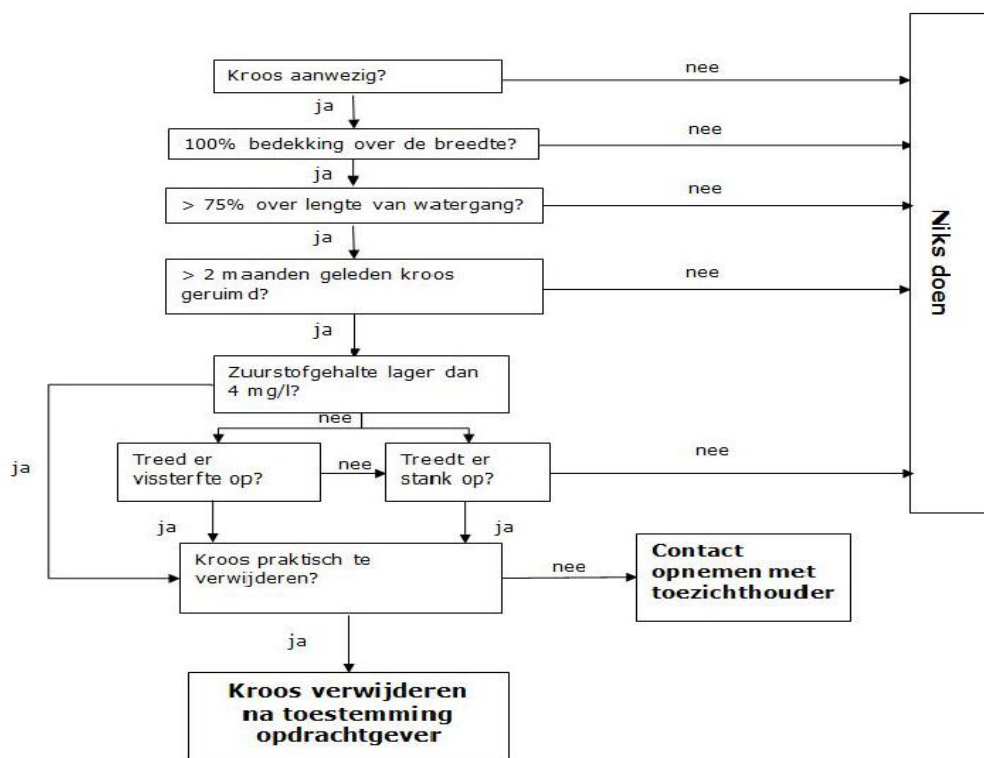 Kroos aanwezig?
nee
ja
100% bedekking over de breedte?
nee
ja
> 75% over lengte van watergang?
nee
ja
> 2 maanden geleden kroos
geruimd?
nee
ja
Zuurstofgehalte lager dan
4 mg/l?
nee
ja
Treed er
vissterfte op?
nee
Treedt er
stank op?
nee
ja
ja
Kroos praktisch te
verwijderen?
nee
Contact
opnemen met
toezichthouder
ja
Kroos verwijderen
na toestemming
opdrachtgever
Niks doen